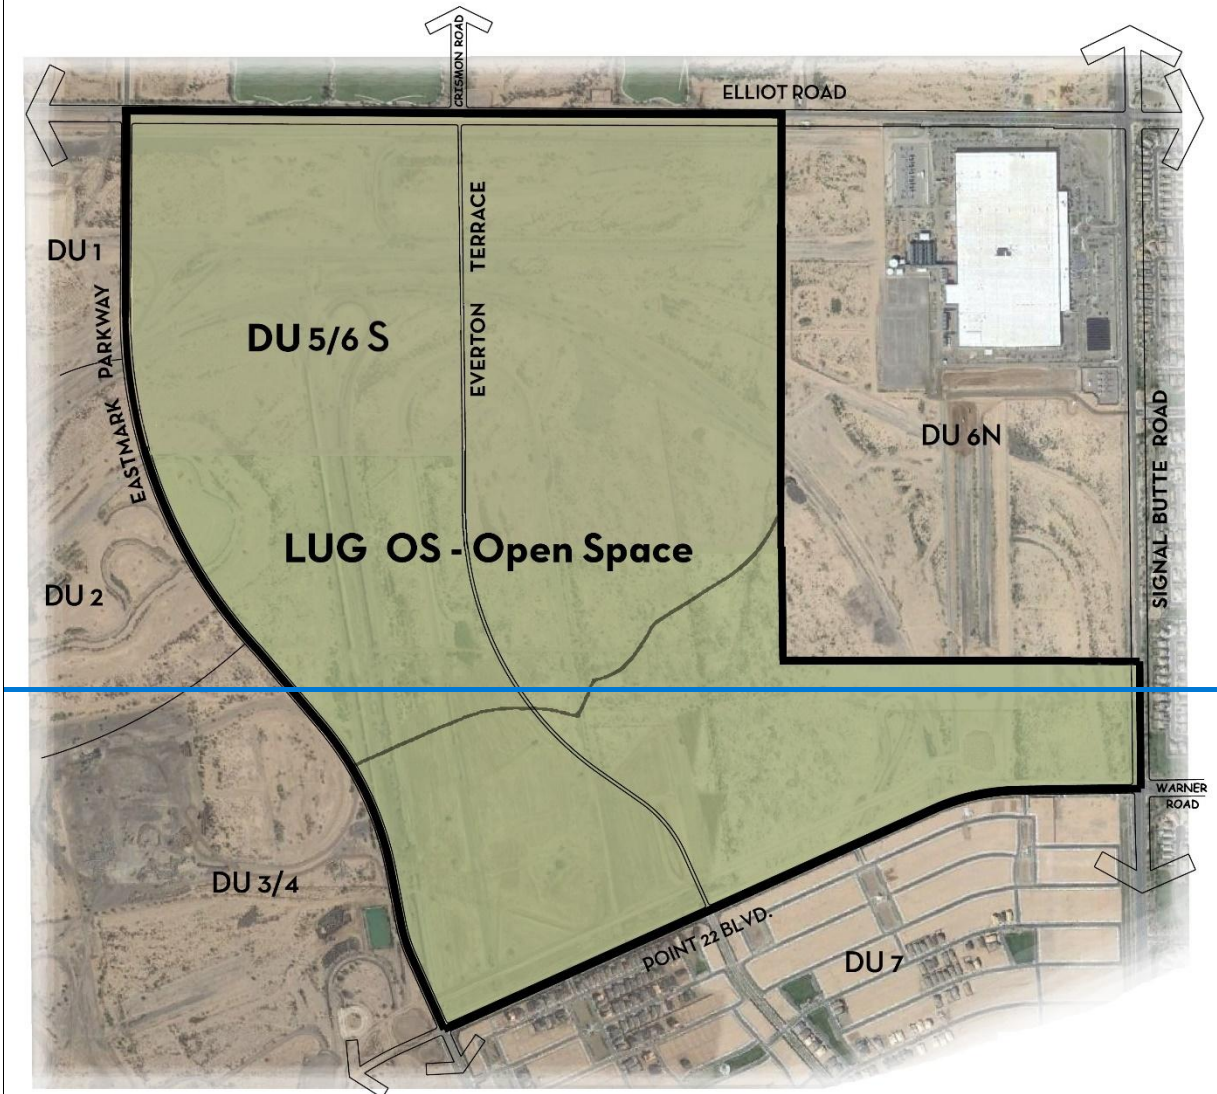 CRISMON ROAD
ELLIOT ROAD
DU 1
EVERTON TERRACE
EASTMARK PARKWAY
DU 5/6 S
DU 6N
SIGNAL BUTTE ROAD
LUG OS - Open Space
DU 2
WARNER
ROAD
DU 3/4
POINT 22 BLVD.
DU 7